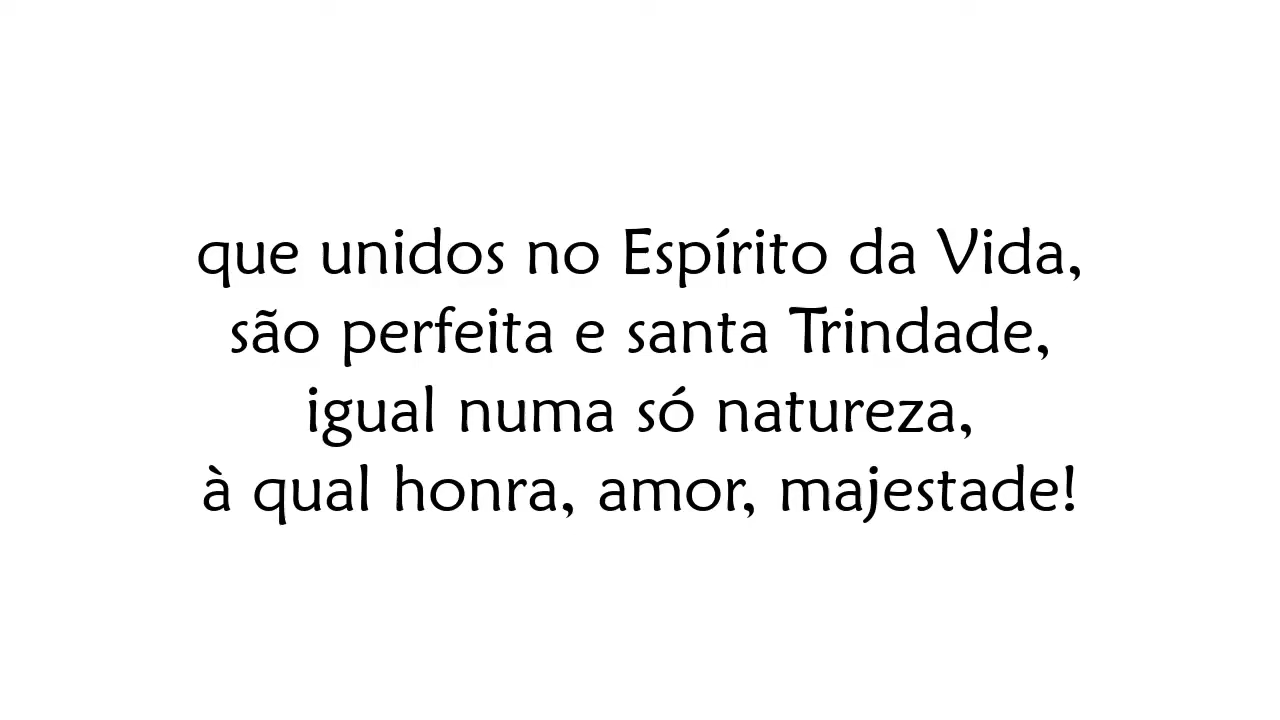 que unidos no Espírito da Vida,
são perfeita e santa Trindade,
igual numa só natureza,
à qual honra, amor, majestade!